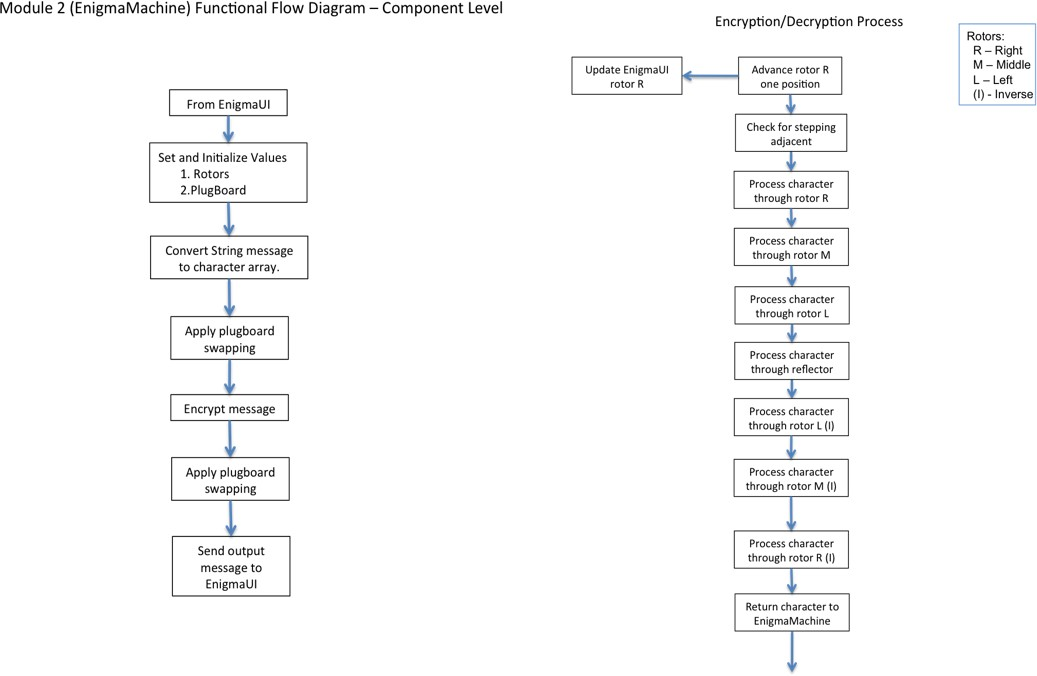 Module 2 (EnigmaMachine) Functional Flow Diagram – Component Level
From EnigmaUI
Set and Initialize Values
1. Rotors
2.PlugBoard
Convert String message
to character array.
Apply plugboard
swapping
Encrypt message
Apply plugboard
swapping
Send output
message to
EnigmaUI
Encryption/Decryption Process
Update EnigmaUI
rotor R
Advance rotor R
one position
Check for stepping
adjacent
Process character
through rotor R
Process character
through rotor M
Process character
through rotor L
Process character
through reflector
Process character
through rotor L (I)
Process character
through rotor M (I)
Process character
through rotor R (I)
Return character to
EnigmaMachine
Rotors:
R – Right
M – Middle
L – Left
(I) - Inverse